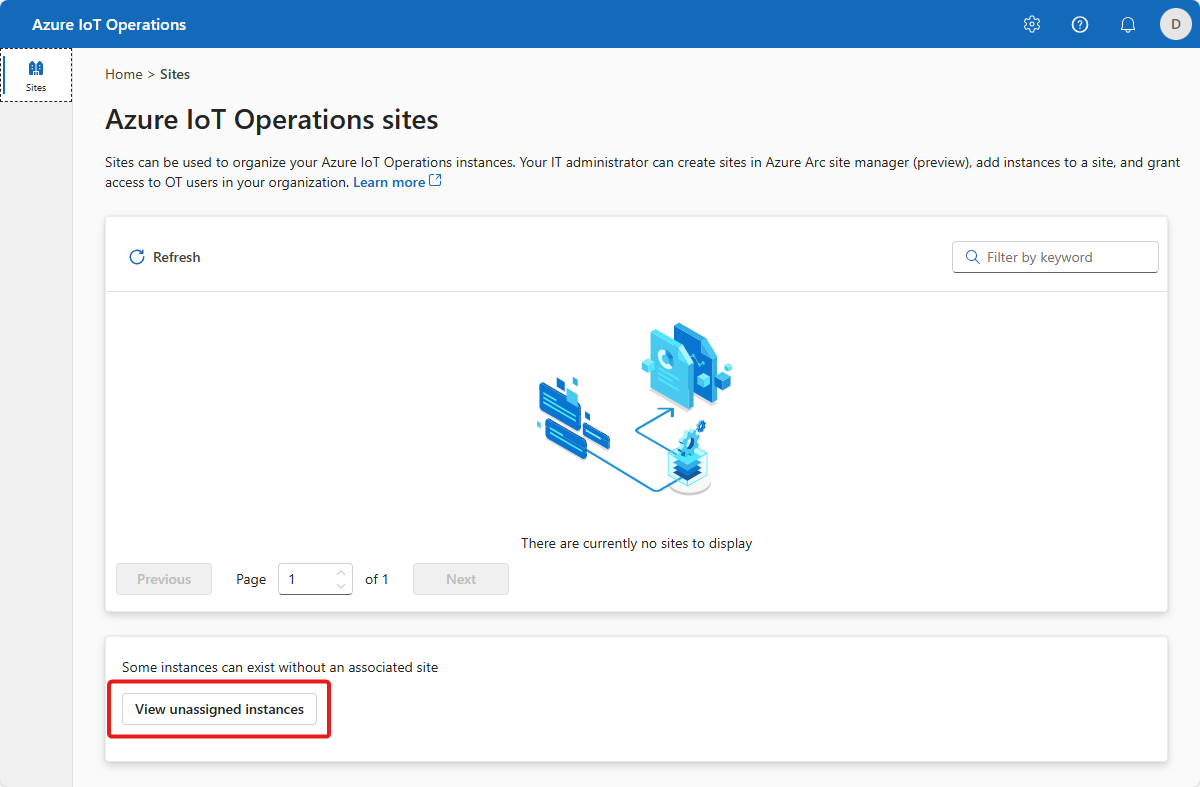 Azure IoT Operations
D
Sites
Home > Sites
Azure IoT Operations sites
Sites can be used to organize your Azure IoT Operations instances. Your IT administrator can create sites in Azure Arc site manager (preview), add instances to a site, and grant
access to OT users in your organization. Learn more
Refresh
Filter by keyword
There are currently no sites to display
Previous Page 1 of 1 Next
Some instances can exist without an associated site
View unassigned instances